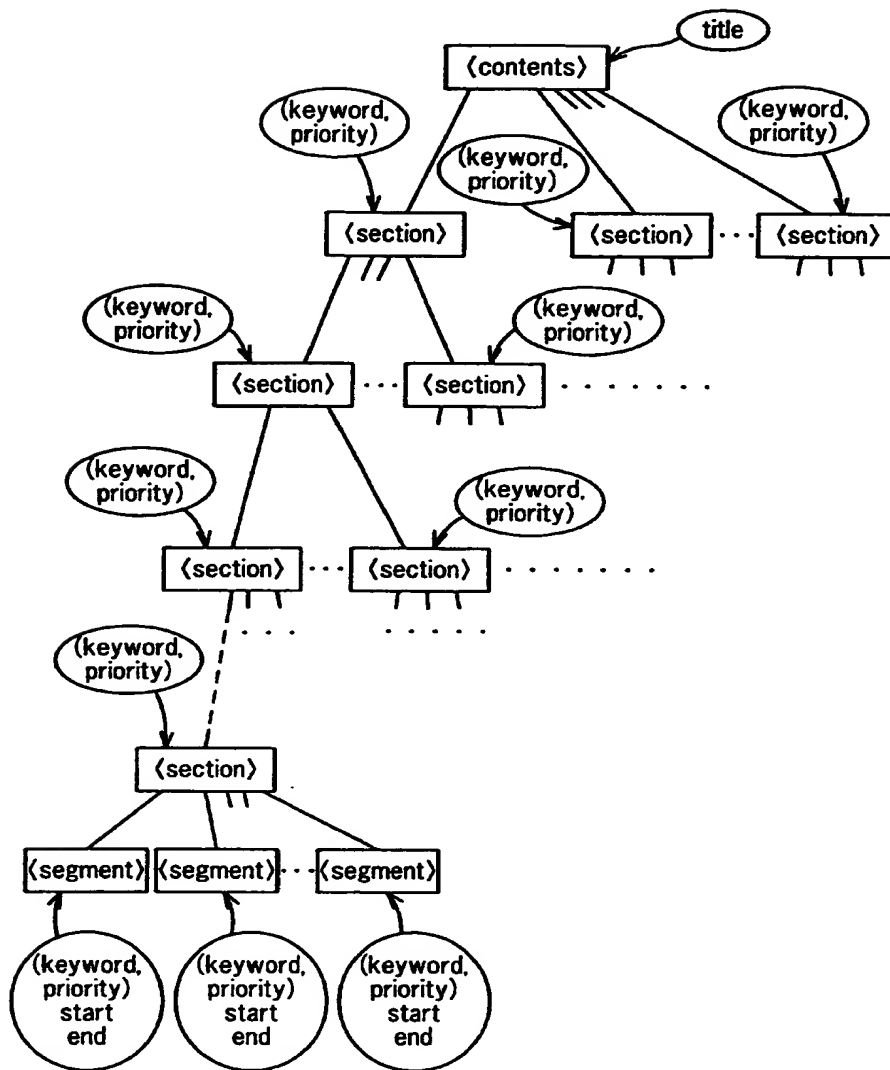 title
〈contents〉
(keyword,
priority)
(keyword,
priority)
(keyword,
priority)
〈section〉
〈section〉
...
〈section〉
(keyword,
priority)
(keyword,
priority)
〈section〉
...
〈section〉
........
(keyword,
priority)
(keyword,
priority)
〈section〉
...
〈section〉
........
....
......
(keyword,
priority)
〈section〉
〈segment〉
〈segment〉
...
〈segment〉
(keyword,
priority)
start
end
(keyword,
priority)
start
end
(keyword,
priority)
start
end